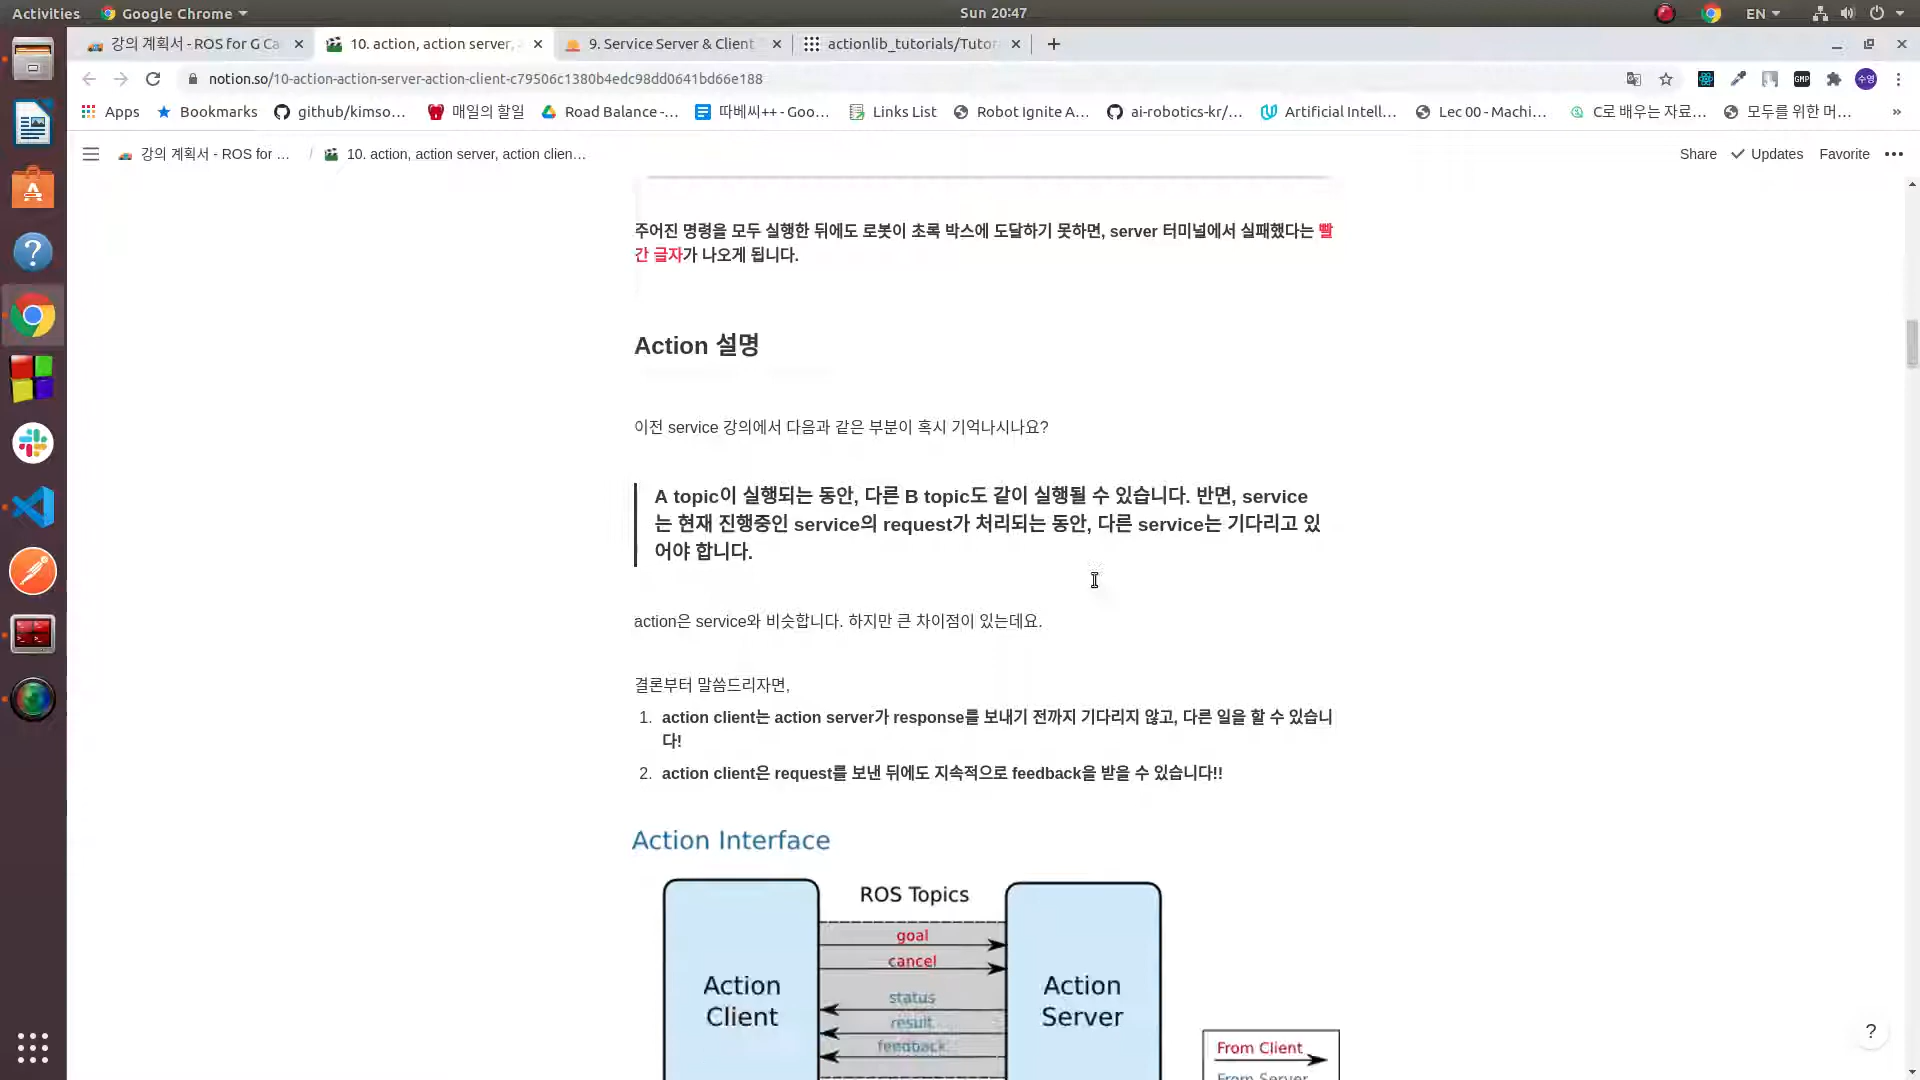 Activities
Google Chrome
Sun 20:47
EN
강의 계획서 - ROS for G Ca
10. action, action server,
9. Service Server & Client
actionlib_tutorials/Tutor
notion.so/10-action-action-server-action-client-c79506c1380b4edc98dd0641bd66e188
GMP
수영
Apps
Bookmarks
github/kimso...
매일의 할일
Road Balance -...
따베씨++ - Goo...
Links List
Robot Ignite A...
ai-robotics-kr/...
Artificial Intell...
Lec 00 - Machi...
C로 배우는 자료...
모두를 위한 머...
»
강의 계획서 - ROS for ...
/
10. action, action server, action clien...
Share
Updates
Favorite
주어진 명령을 모두 실행한 뒤에도 로봇이 초록 박스에 도달하기 못하면, server 터미널에서 실패했다는 빨
간 글자가 나오게 됩니다.
Action 설명
이전 service 강의에서 다음과 같은 부분이 혹시 기억나시나요?
A topic이 실행되는 동안, 다른 B topic도 같이 실행될 수 있습니다. 반면, service
는 현재 진행중인 service의 request가 처리되는 동안, 다른 service는 기다리고 있
어야 합니다.
action은 service와 비슷합니다. 하지만 큰 차이점이 있는데요.
결론부터 말씀드리자면,
1. action client는 action server가 response를 보내기 전까지 기다리지 않고, 다른 일을 할 수 있습니
다!
2. action client은 request를 보낸 뒤에도 지속적으로 feedback을 받을 수 있습니다!!
Action Interface
ROS Topics
goal
cancel
status
result
feedback
Action
Client
Action
Server
From Client
From Server
?